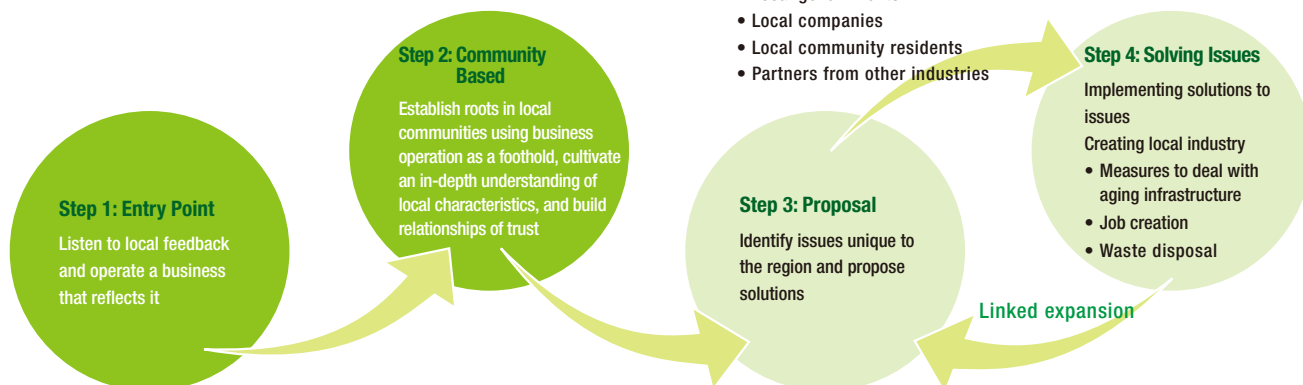 Step 1: Entry Point
Listen to local feedback
and operate a business
that reflects it
Step 2: Community
Based
Establish roots in local
communities using business
operation as a foothold, cultivate
an in-depth understanding of
local characteristics, and build
relationships of trust
• Local companies
• Local community residents
• Partners from other industries
Step 3: Proposal
Identify issues unique to
the region and propose
solutions
Step 4: Solving Issues
Implementing solutions to
issues
Creating local industry
• Measures to deal with
aging infrastructure
• Job creation
• Waste disposal
Linked expansion